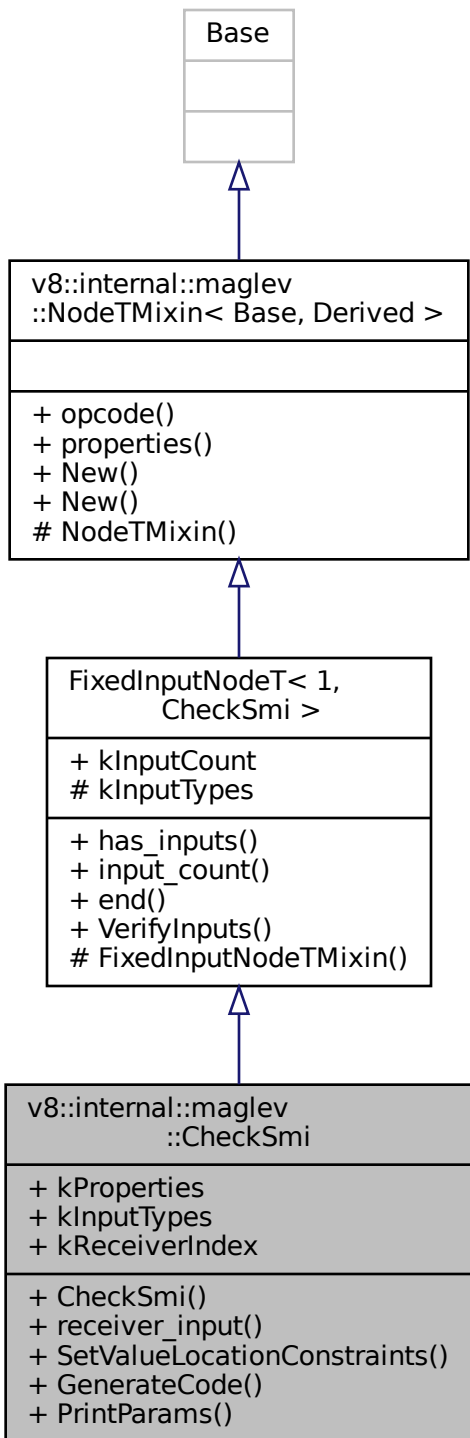 Base
v8::internal::maglev
::NodeTMixin< Base, Derived >
+ opcode()
+ properties()
+ New()
+ New()
# NodeTMixin()
FixedInputNodeT< 1,
CheckSmi >
+ kInputCount
# kInputTypes
+ has_inputs()
+ input_count()
+ end()
+ VerifyInputs()
# FixedInputNodeTMixin()
v8::internal::maglev
::CheckSmi
+ kProperties
+ kInputTypes
+ kReceiverIndex
+ CheckSmi()
+ receiver_input()
+ SetValueLocationConstraints()
+ GenerateCode()
+ PrintParams()